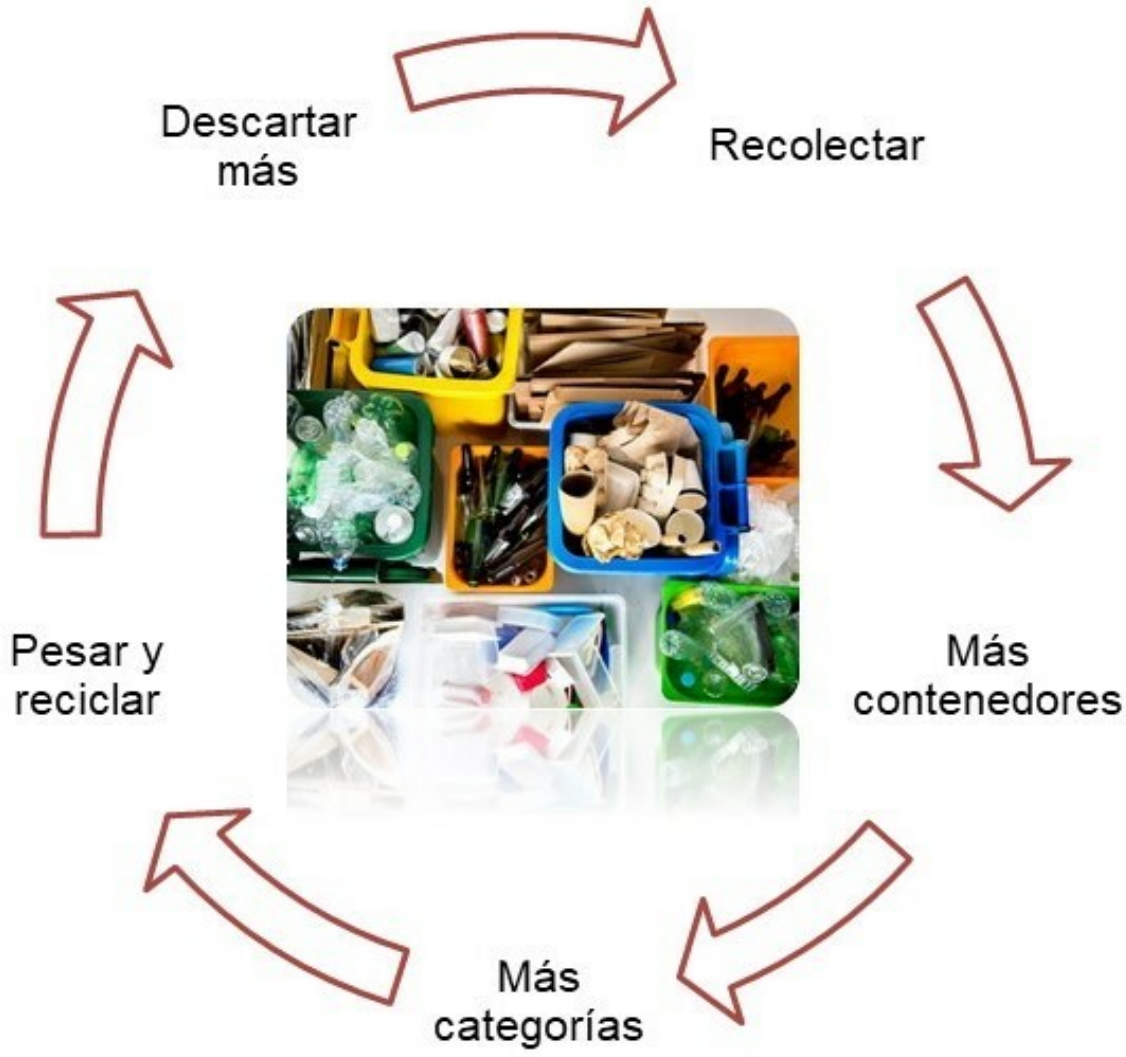 Descartar
más
Recolectar
Más
contenedores
Más
categorías
Pesar y
reciclar